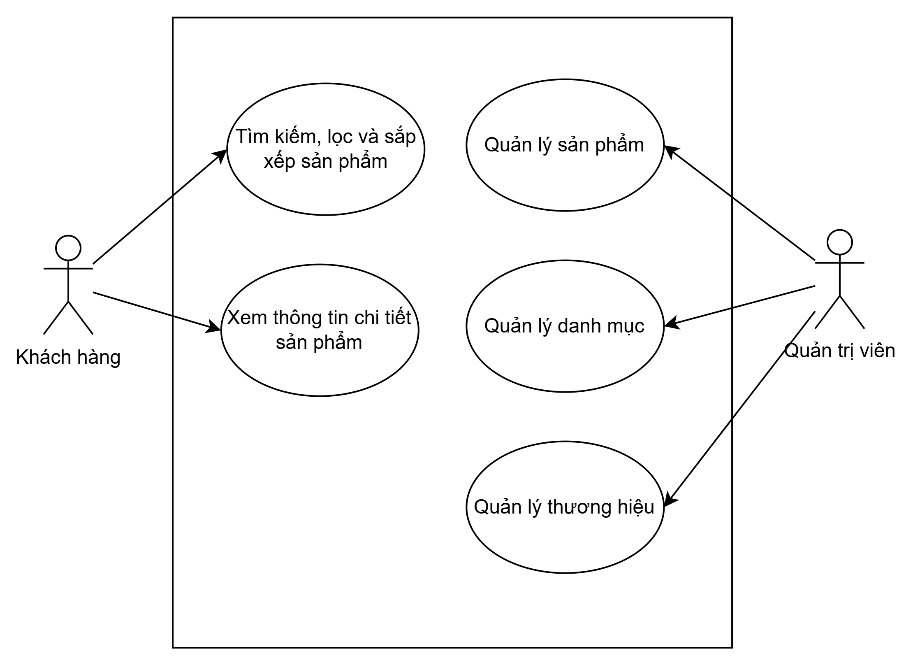 Tìm kiếm, lọc và sắp
xếp sản phẩm
Quản lý sản phẩm
Xem thông tin chi tiết
sản phẩm
Quản lý danh mục
Khách hàng
Quản trị viên
Quản lý thương hiệu